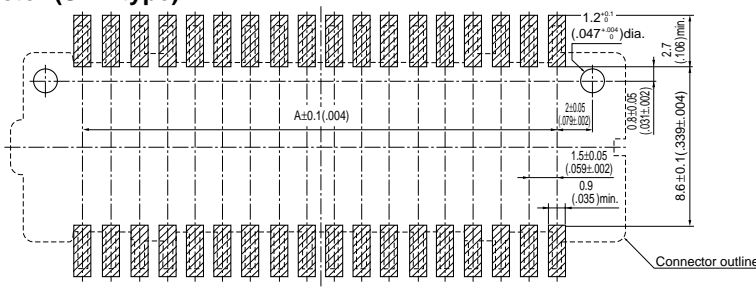 1.2 +0.1 0
(.047 +.004 0)dia.
2.7
(.106)min.
A±0.1(.004)
2±0.05
(.079±.002)
0.8±0.05
(.031±.002)
8.6±0.1(.339±.004)
1.5±0.05
(.059±.002)
0.9
(.035)min.
Connector outline